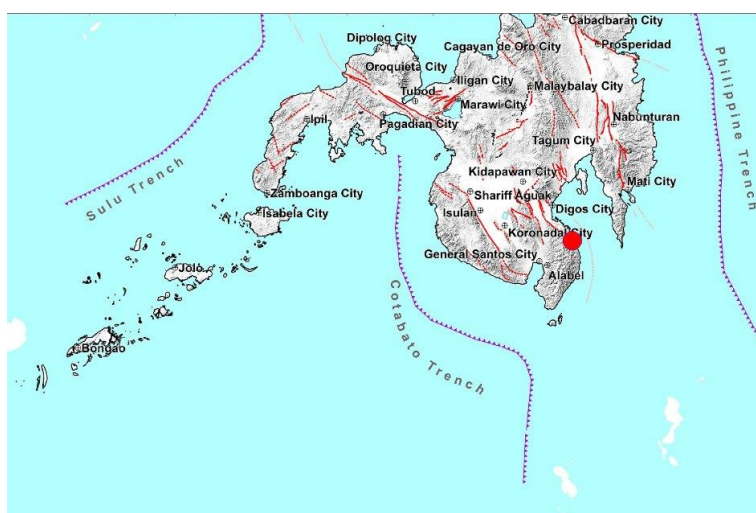 Cabadbaran City
Dipolog City
Cagayan de Oro City
Prosperidad
Oroquieta City
Iligan City
Tubod
Malaybalay City
Marawi City
Ipil
Pagadian City
Nabunturan
Tagum City
Kidapawan City
Mati City
Zamboanga City
Shariff Aguak
Isabela City
Isulan
Digos City
Koronadal City
General Santos City
Jolo
Alabel
Bongao
Sulu Trench
Cotabato Trench
Philippine Trench